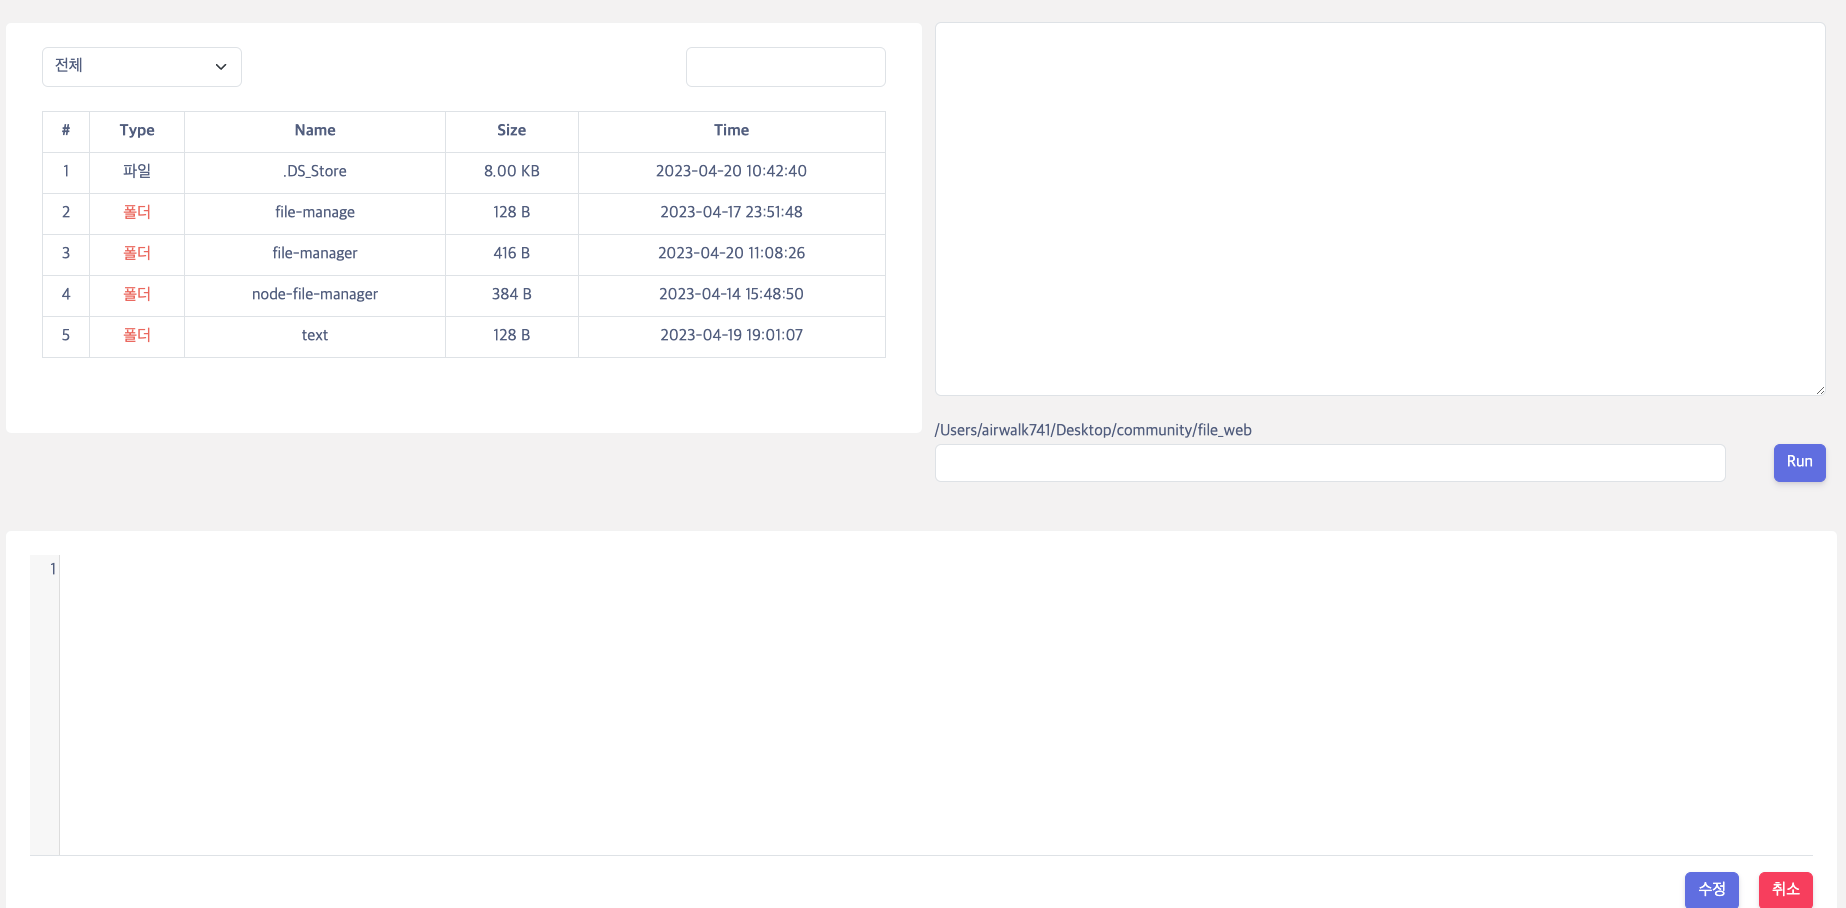 전체
# Type Name Size Time
1 파일 .DS_Store 8.00 KB 2023-04-20 10:42:40
2 폴더 file-manage 128 B 2023-04-17 23:51:48
3 폴더 file-manager 416 B 2023-04-20 11:08:26
4 폴더 node-file-manager 384 B 2023-04-14 15:48:50
5 폴더 text 128 B 2023-04-19 19:01:07
/Users/airwalk741/Desktop/community/file_web
Run
1
수정 취소